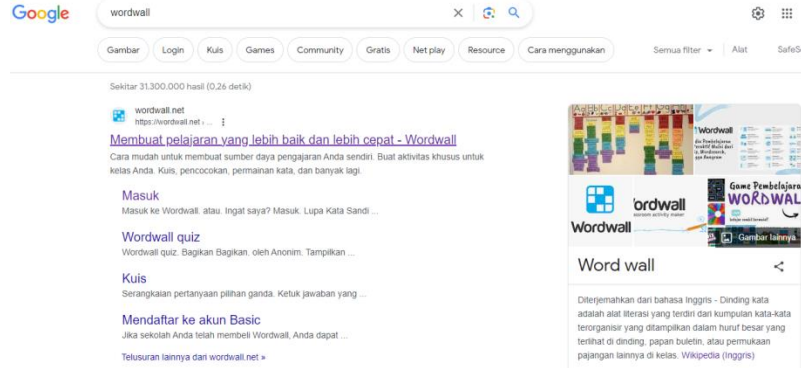 Google
wordwall
Gambar Login Kuis Games Community Gratis Net play Resource Cara menggunakan Semua filter Alat SafeS
Sekitar 31.300.000 hasil (0,26 detik)
wordwall.net
https://wordwall.net › ...
Membuat pelajaran yang lebih baik dan lebih cepat - Wordwall
Cara mudah untuk membuat sumber daya pengajaran Anda sendiri. Buat aktivitas khusus untuk
kelas Anda. Kuis, pencocokan, permainan kata, dan banyak lagi.
Masuk
Masuk ke Wordwall. atau. Ingat saya? Masuk. Lupa Kata Sandi ...
Wordwall quiz
Wordwall quiz. Bagikan Bagikan. oleh Anonim. Tampilkan ...
Kuis
Serangkaian pertanyaan pilihan ganda. Ketuk jawaban yang ...
Mendaftar ke akun Basic
Jika sekolah Anda telah membeli Wordwall, Anda dapat ...
Telusuran lainnya dari wordwall.net »
Wordwall
Wordwall
ordwall
Game Pembelajara
WORDWAL
Gambar lainnya
Word wall
Diterjemahkan dari bahasa Inggris - Dinding kata
adalah alat literasi yang terdiri dari kumpulan kata-kata
terorganisir yang ditampilkan dalam huruf besar yang
terlihat di dinding, papan buletin, atau permukaan
pajangan lainnya di kelas. Wikipedia (Inggris)